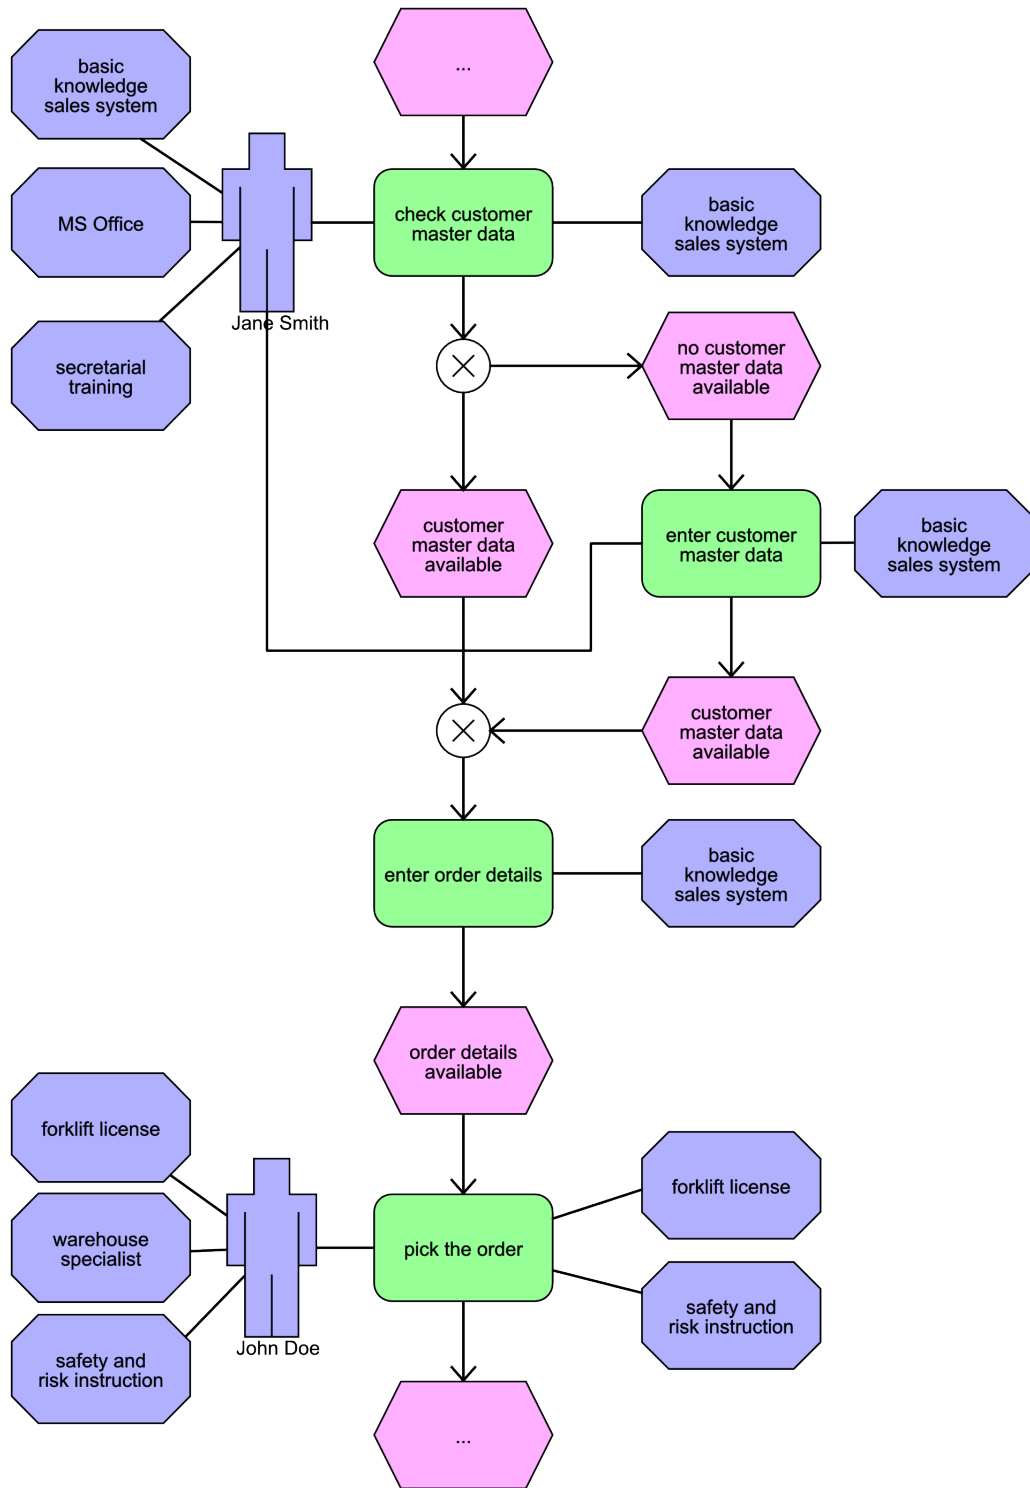 ...
basic
knowledge
sales system
MS Office
secretarial
training
Jane Smith
check customer
master data
basic
knowledge
sales system
no customer
master data
available
customer
master data
available
enter customer
master data
basic
knowledge
sales system
customer
master data
available
enter order details
basic
knowledge
sales system
order details
available
forklift license
warehouse
specialist
safety and
risk instruction
John Doe
pick the order
forklift license
safety and
risk instruction
...